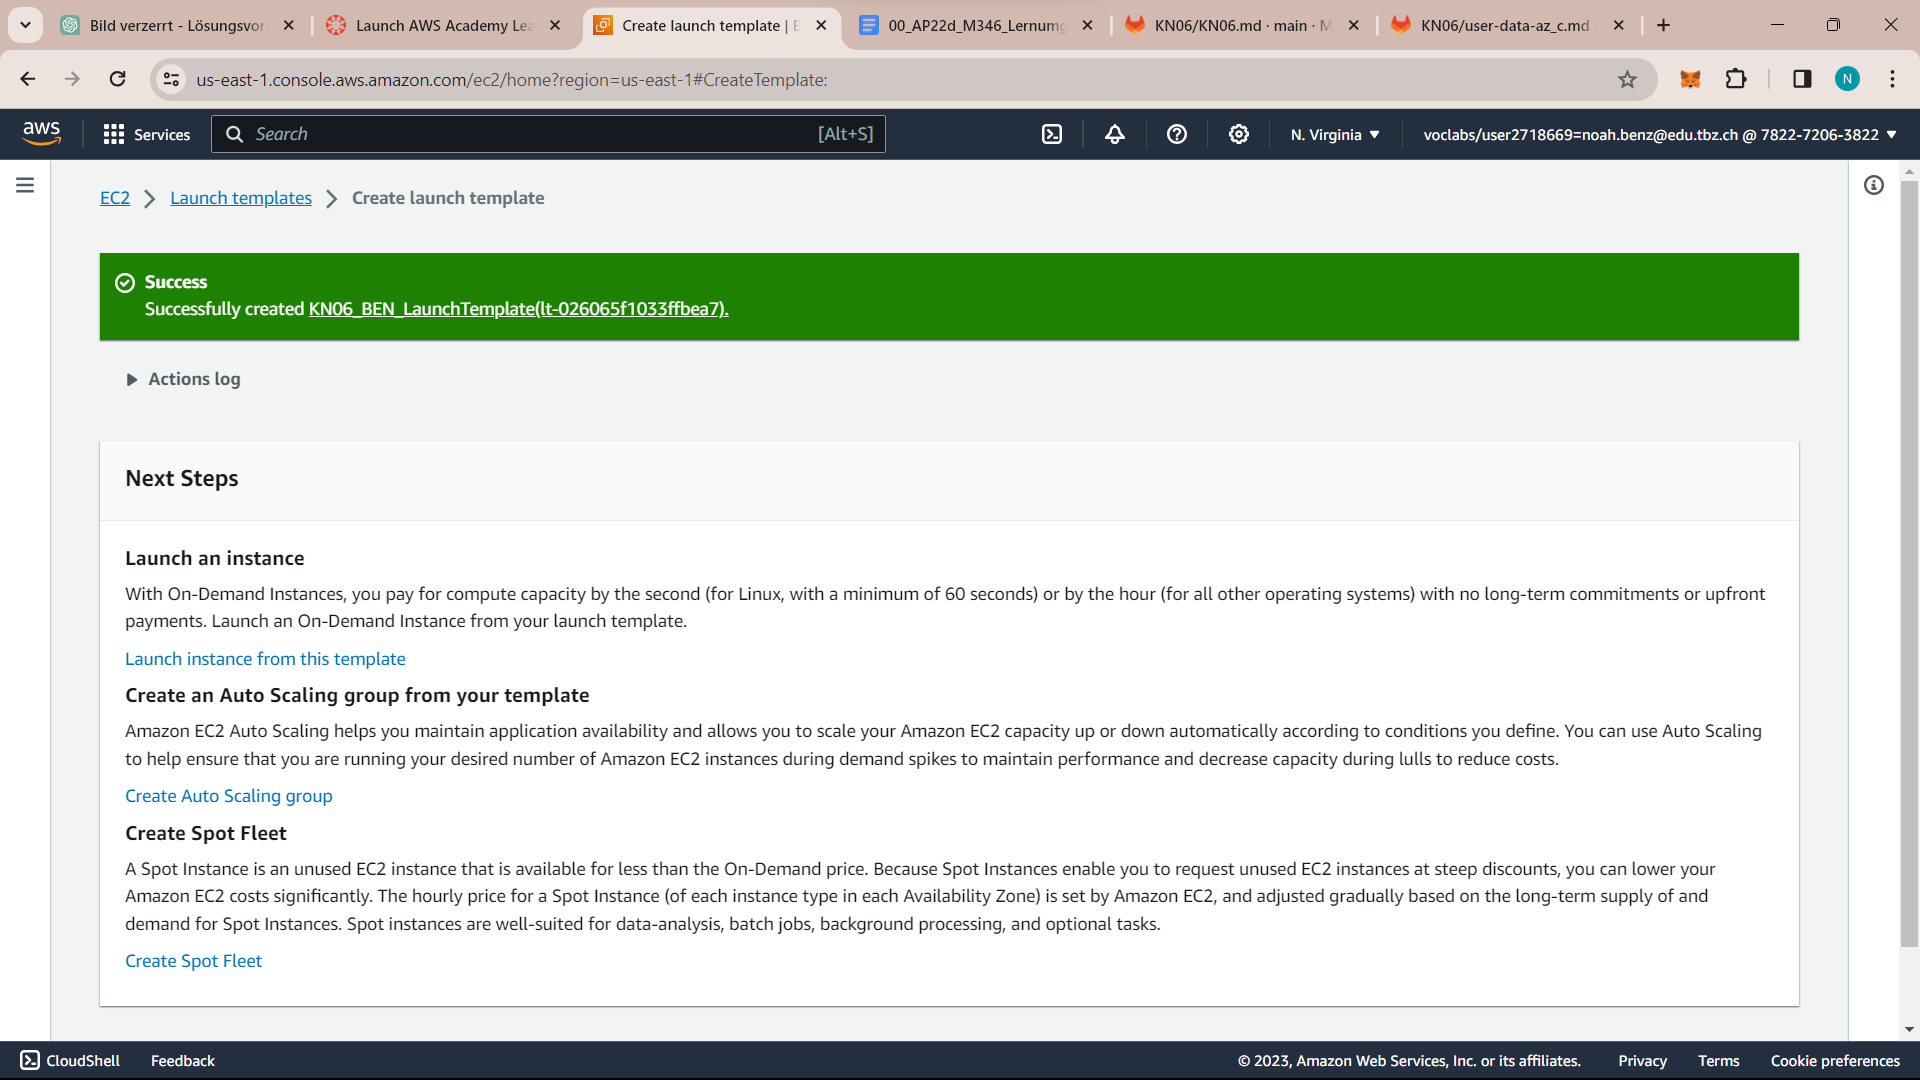 Bild verzerrt - Lösungsvor
Launch AWS Academy Lea
Create launch template | E
00_AP22d_M346_Lernumg
KN06/KN06.md · main · M
KN06/user-data-az_c.md ·
us-east-1.console.aws.amazon.com/ec2/home?region=us-east-1#CreateTemplate:
N
aws
Services
Search
[Alt+S]
N. Virginia
voclabs/user2718669=noah.benz@edu.tbz.ch @ 7822-7206-3822
EC2
Launch templates
Create launch template
Success
Successfully created KN06_BEN_LaunchTemplate(lt-026065f1033ffbea7).
Actions log
Next Steps
Launch an instance
With On-Demand Instances, you pay for compute capacity by the second (for Linux, with a minimum of 60 seconds) or by the hour (for all other operating systems) with no long-term commitments or upfront
payments. Launch an On-Demand Instance from your launch template.
Launch instance from this template
Create an Auto Scaling group from your template
Amazon EC2 Auto Scaling helps you maintain application availability and allows you to scale your Amazon EC2 capacity up or down automatically according to conditions you define. You can use Auto Scaling
to help ensure that you are running your desired number of Amazon EC2 instances during demand spikes to maintain performance and decrease capacity during lulls to reduce costs.
Create Auto Scaling group
Create Spot Fleet
A Spot Instance is an unused EC2 instance that is available for less than the On-Demand price. Because Spot Instances enable you to request unused EC2 instances at steep discounts, you can lower your
Amazon EC2 costs significantly. The hourly price for a Spot Instance (of each instance type in each Availability Zone) is set by Amazon EC2, and adjusted gradually based on the long-term supply of and
demand for Spot Instances. Spot instances are well-suited for data-analysis, batch jobs, background processing, and optional tasks.
Create Spot Fleet
CloudShell
Feedback
© 2023, Amazon Web Services, Inc. or its affiliates.
Privacy
Terms
Cookie preferences